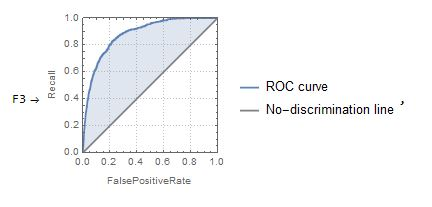 1.0
0.8
0.6
0.4
0.2
0.0
Recall
F3 →
0.0 0.2 0.4 0.6 0.8 1.0
FalsePositiveRate
ROC curve
No-discrimination line ,